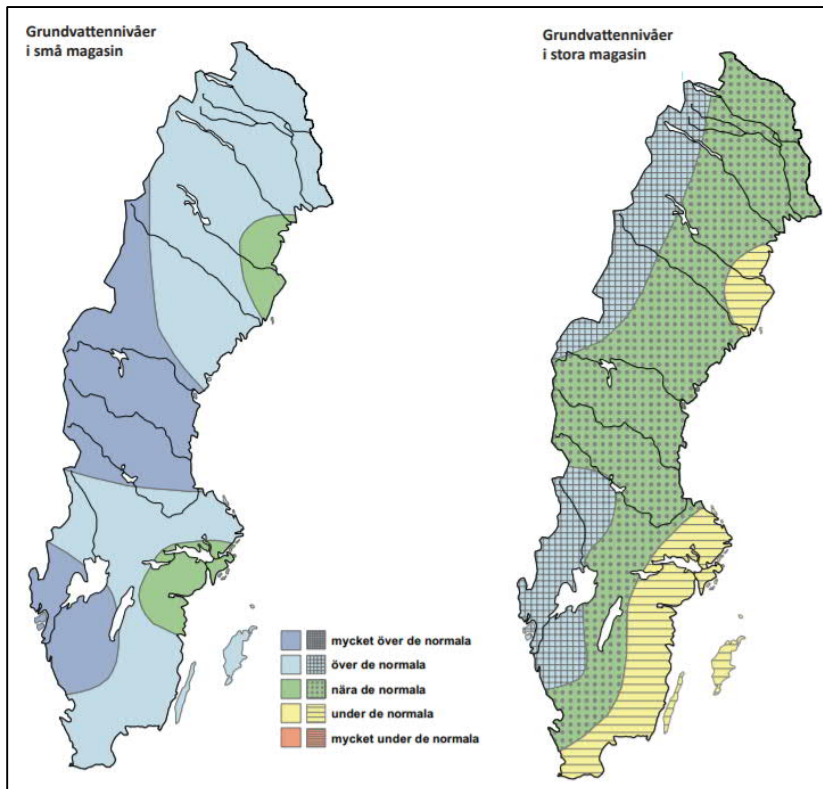 Grundvattennivåer
i små magasin
Grundvattennivåer
i stora magasin
mycket över de normala
över de normala
nära de normala
under de normala
mycket under de normala